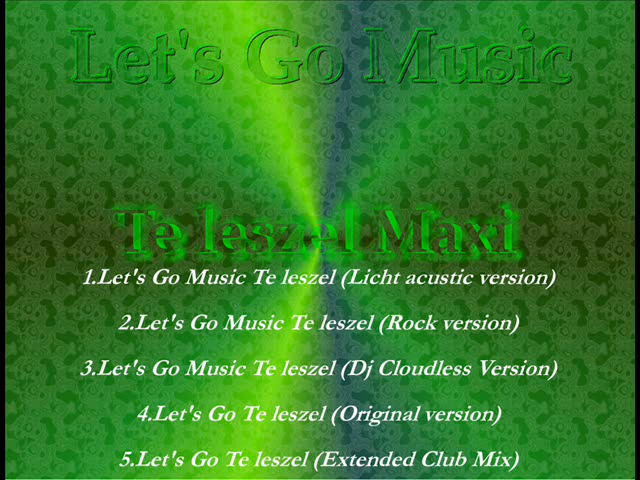 Let's Go Music
Te leszel Maxi
1.Let's Go Music Te leszel (Licht acustic version)
2.Let's Go Music Te leszel (Rock version)
3.Let's Go Music Te leszel (Dj Cloudless Version)
4.Let's Go Te leszel (Original version)
5.Let's Go Te leszel (Extended Club Mix)